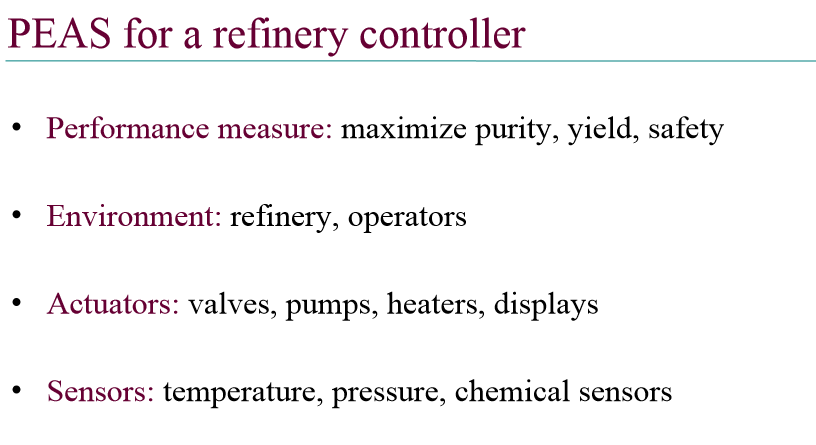 PEAS for a refinery controller
• Performance measure: maximize purity, yield, safety
• Environment: refinery, operators
• Actuators: valves, pumps, heaters, displays
• Sensors: temperature, pressure, chemical sensors